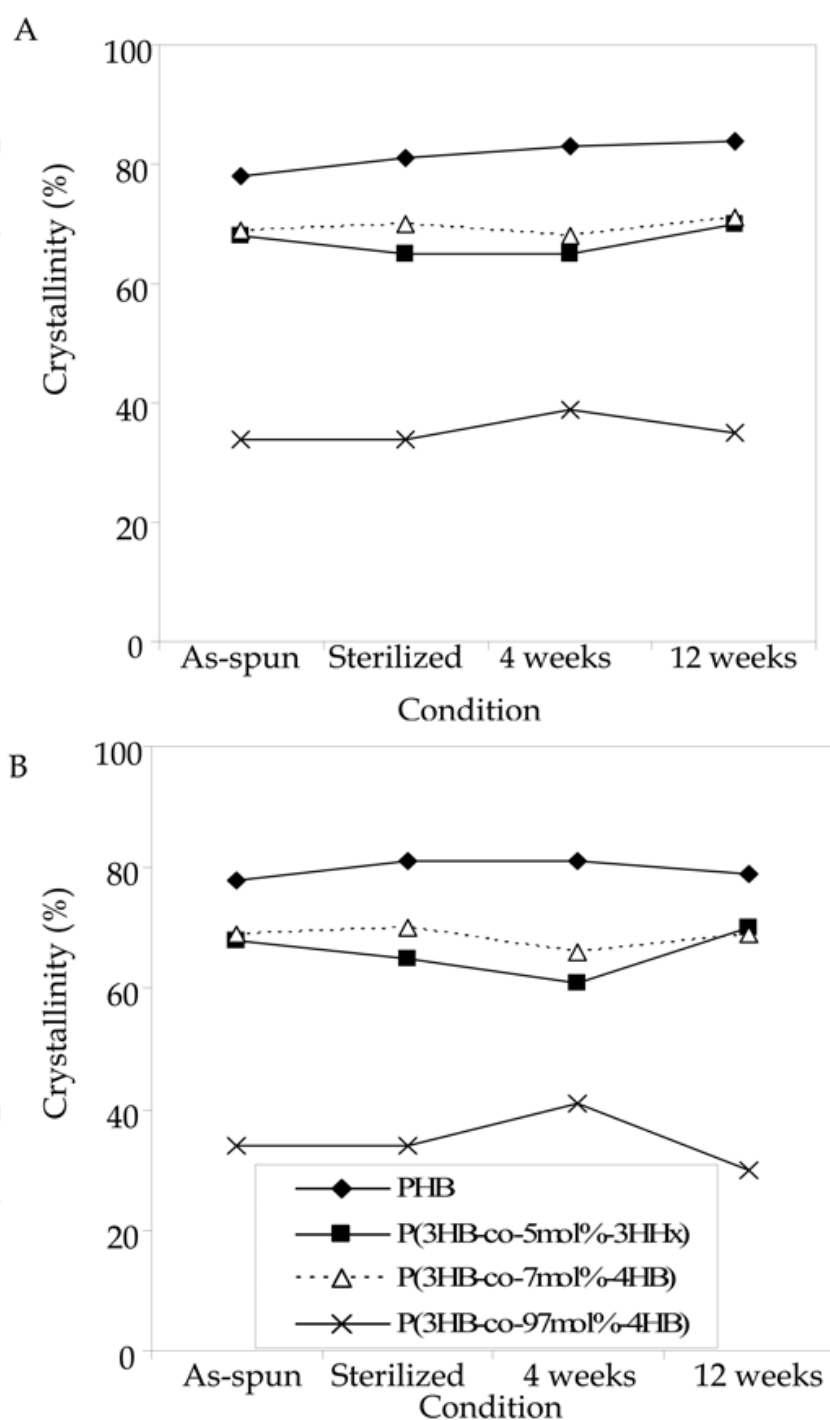 A
100
80
60
40
20
0
Crystallinity (%)
As-spun Sterilized 4 weeks 12 weeks
Condition
B
100
80
60
40
20
0
Crystallinity (%)
PHB
P(3HB-co-5mol%-3HHx)
P(3HB-co-7mol%-4HB)
P(3HB-co-97mol%-4HB)
As-spun Sterilized 4 weeks 12 weeks
Condition